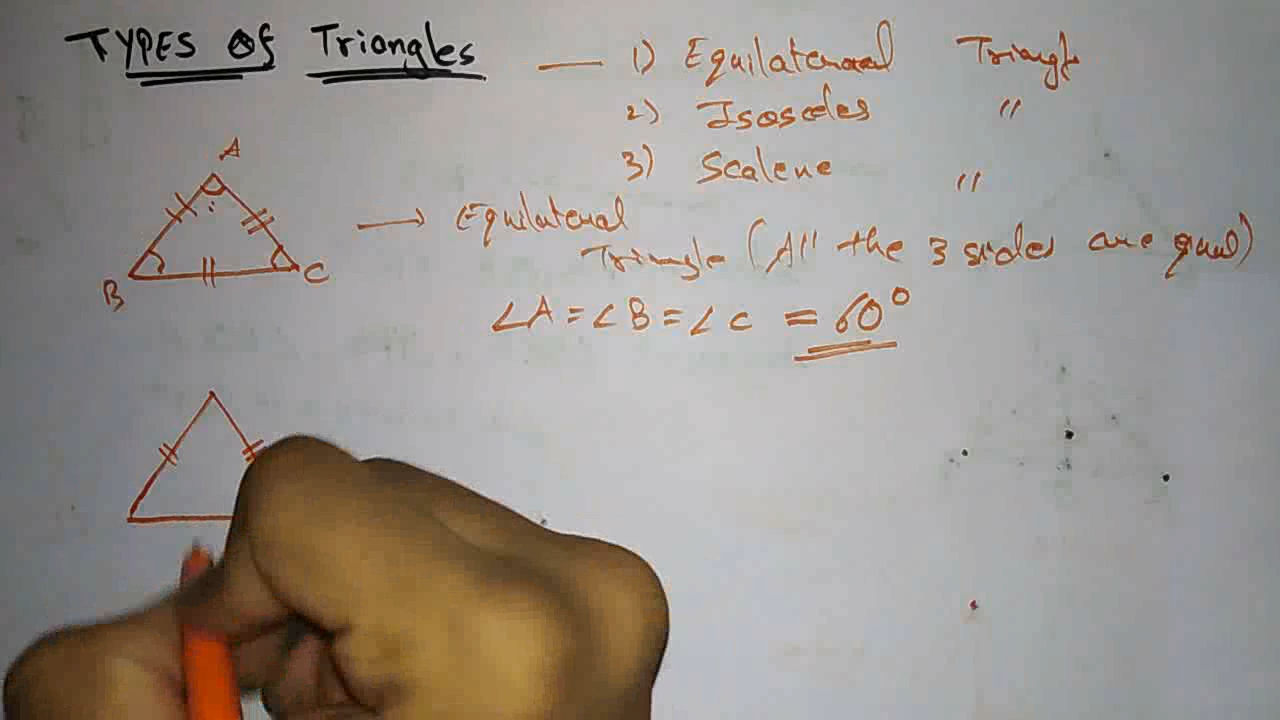 TYPES Of Triangles — 1) Equilateral Triangle
2) Isosceles "
3) Scalene "
A
B
C
→ Equilateral
Triangle (All the 3 sides are equal)
∠A = ∠B = ∠C = 60°